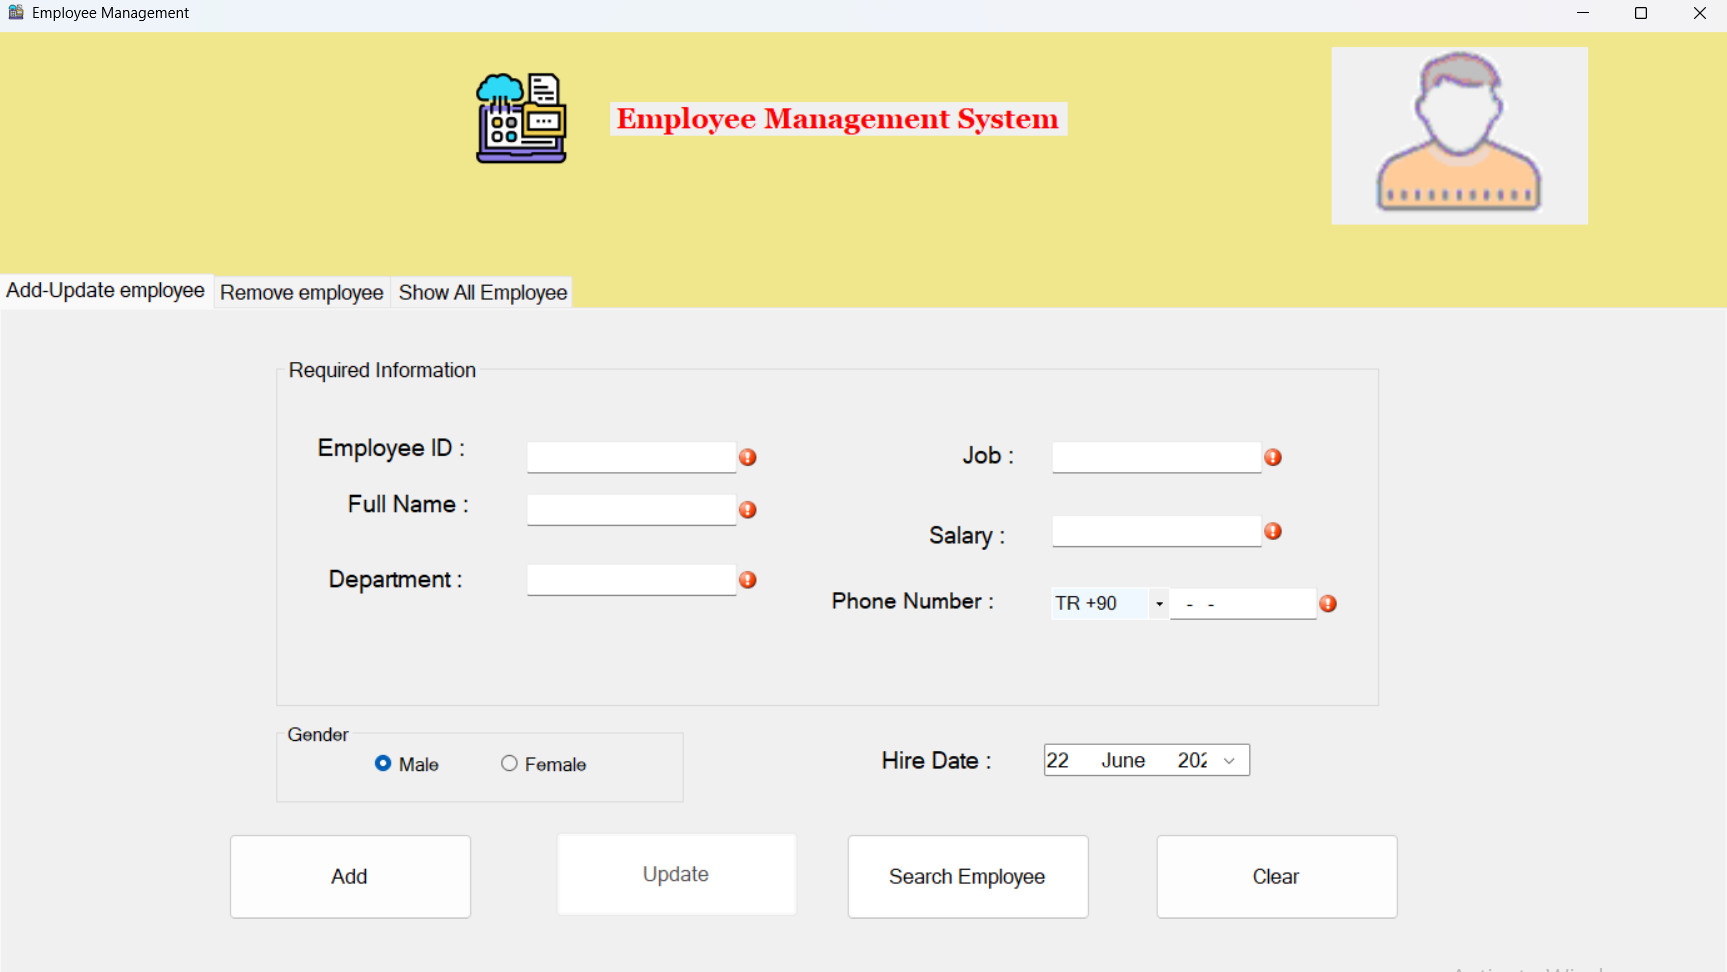 Employee Management
Employee Management System
Add-Update employee
Remove employee
Show All Employee
Required Information
Employee ID :
Job :
Full Name :
Salary :
Department :
Phone Number :
TR +90
- -
Gender
Male
Female
Hire Date :
22 June
Add
Update
Search Employee
Clear